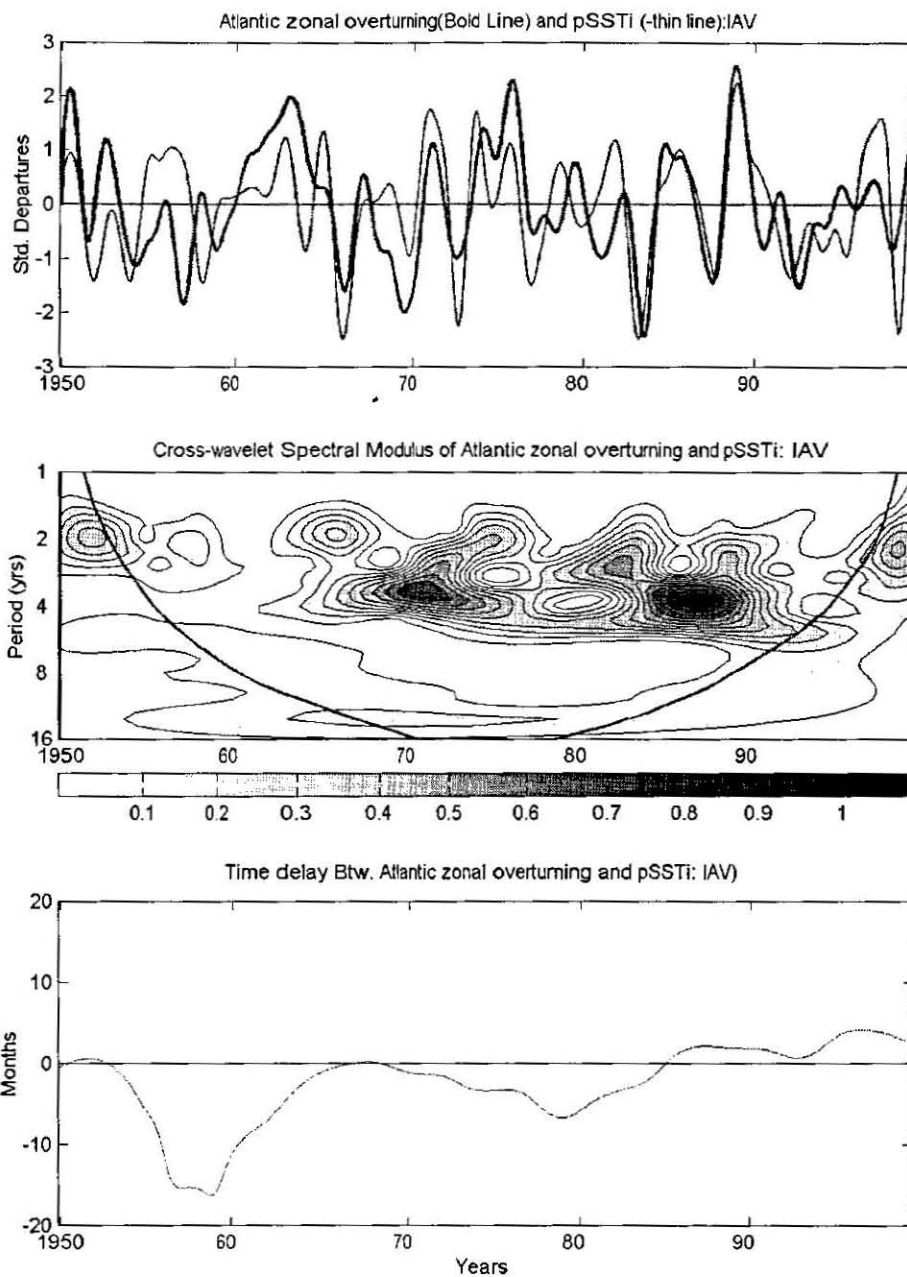 Atlantic zonal overturning(Bold Line) and pSSTi (-thin line):IAV
3
2
1
0
-1
-2
-3
Std. Departures
1950 60 70 80 90
Cross-wavelet Spectral Modulus of Atlantic zonal overturning and pSSTi: IAV
1
2
4
8
16
Period (yrs)
1950 60 70 80 90
0.1 0.2 0.3 0.4 0.5 0.6 0.7 0.8 0.9 1
Time delay Btw. Atlantic zonal overturning and pSSTi: IAV)
20
10
0
-10
-20
Months
1950 60 70 80 90
Years